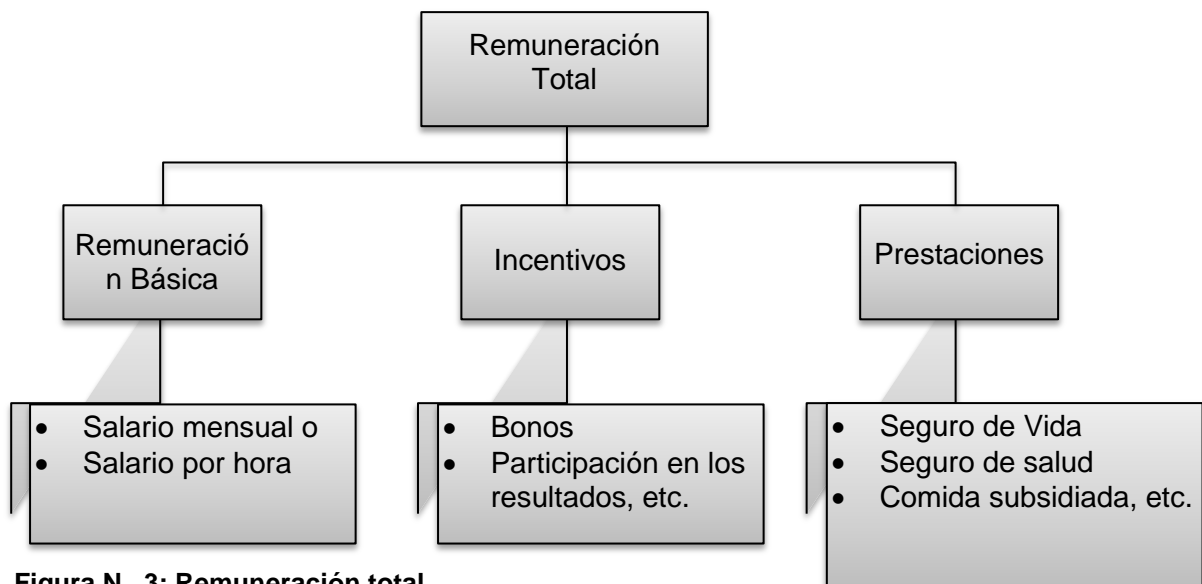 Remuneración
Total
Remuneració
n Básica
Incentivos
Prestaciones
• Salario mensual o
• Salario por hora
• Bonos
• Participación en los
resultados, etc.
• Seguro de Vida
• Seguro de salud
• Comida subsidiada, etc.
Figura N. 3: Remuneración total